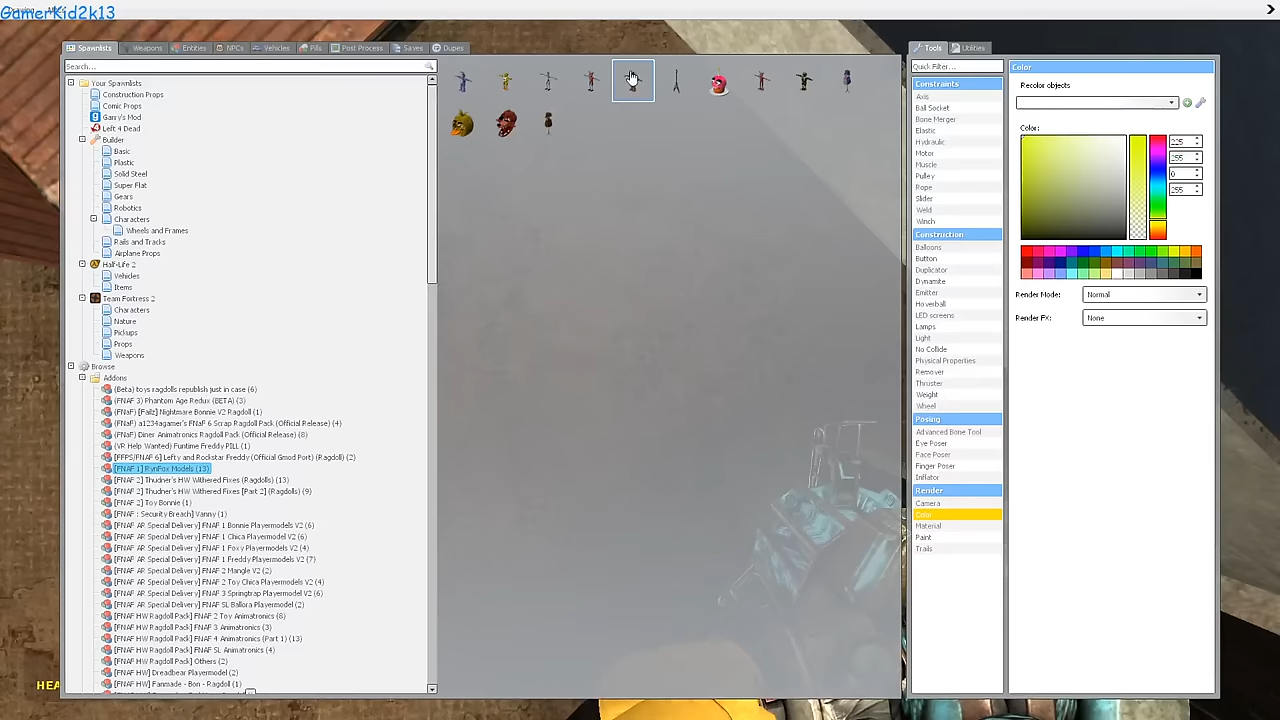 GamerKid2k13
Spawnlists Weapons Entities NPCs Vehicles Pills Post Process Saves Dupes
Search...
Your Spawnlists
Construction Props
Comic Props
Garry's Mod
Left 4 Dead
Builder
Basic
Plastic
Solid Steel
Super Flat
Gears
Robotics
Characters
Wheels and Frames
Rails and Tracks
Airplane Props
Half-Life 2
Vehicles
Items
Team Fortress 2
Characters
Nature
Pickups
Props
Weapons
Browse
Addons
(Beta) toys ragdolls republish just in case (6)
(FNAF 3) Phantom Age Redux (BETA) (3)
(FNaF) [Failz] Nightmare Bonnie V2 Ragdoll (1)
(FNaF) a1234agamer's FNaF 6 Scrap Ragdoll Pack (Official Release) (4)
(FNaF) Diner Animatronics Ragdoll Pack (Official Release) (8)
(VR Help Wanted) Funtime Freddy PILL (1)
[FFPS/FNAF 6] Lefty and Rockstar Freddy (Official Gmod Port) (Ragdoll) (2)
[FNAF 1] RynFox Models (13)
[FNAF 2] Thudner's HW Withered Fixes (Ragdolls) (13)
[FNAF 2] Thudner's HW Withered Fixes [Part 2] (Ragdolls) (9)
[FNAF 2] Toy Bonnie (1)
[FNAF : Security Breach] Vanny (1)
[FNAF AR Special Delivery] FNAF 1 Bonnie Playermodels V2 (6)
[FNAF AR Special Delivery] FNAF 1 Chica Playermodels V2 (6)
[FNAF AR Special Delivery] FNAF 1 Foxy Playermodels V2 (4)
[FNAF AR Special Delivery] FNAF 1 Freddy Playermodels V2 (7)
[FNAF AR Special Delivery] FNAF 2 Mangle V2 (2)
[FNAF AR Special Delivery] FNAF 2 Toy Chica Playermodels V2 (4)
[FNAF AR Special Delivery] FNAF 3 Springtrap Playermodels V2 (6)
[FNAF AR Special Delivery] FNAF SL Ballora Playermodel (2)
[FNAF HW Ragdoll Pack] FNAF 2 Toy Animatronics (8)
[FNAF HW Ragdoll Pack] FNAF 3 Animatronics (3)
[FNAF HW Ragdoll Pack] FNAF 4 Animatronics (Part 1) (13)
[FNAF HW Ragdoll Pack] FNAF SL Animatronics (4)
[FNAF HW Ragdoll Pack] Others (2)
[FNAF HW] Dreadbear Playermodel (2)
[FNAF HW] Fanmade - Bon - Ragdoll (1)
HEA
Tools Utilities
Quick Filter...
Constraints
Axis
Ball Socket
Bone Merger
Elastic
Hydraulic
Motor
Muscle
Pulley
Rope
Slider
Weld
Winch
Construction
Balloons
Button
Duplicator
Dynamite
Emitter
Hoverball
LED screens
Lamps
Light
No Collide
Physical Properties
Remover
Thruster
Weight
Wheel
Posing
Advanced Bone Tool
Eye Poser
Face Poser
Finger Poser
Inflator
Render
Camera
Color
Material
Paint
Trails
Color
Recolor objects
Color:
225
255
0
255
Render Mode: Normal
Render FX: None